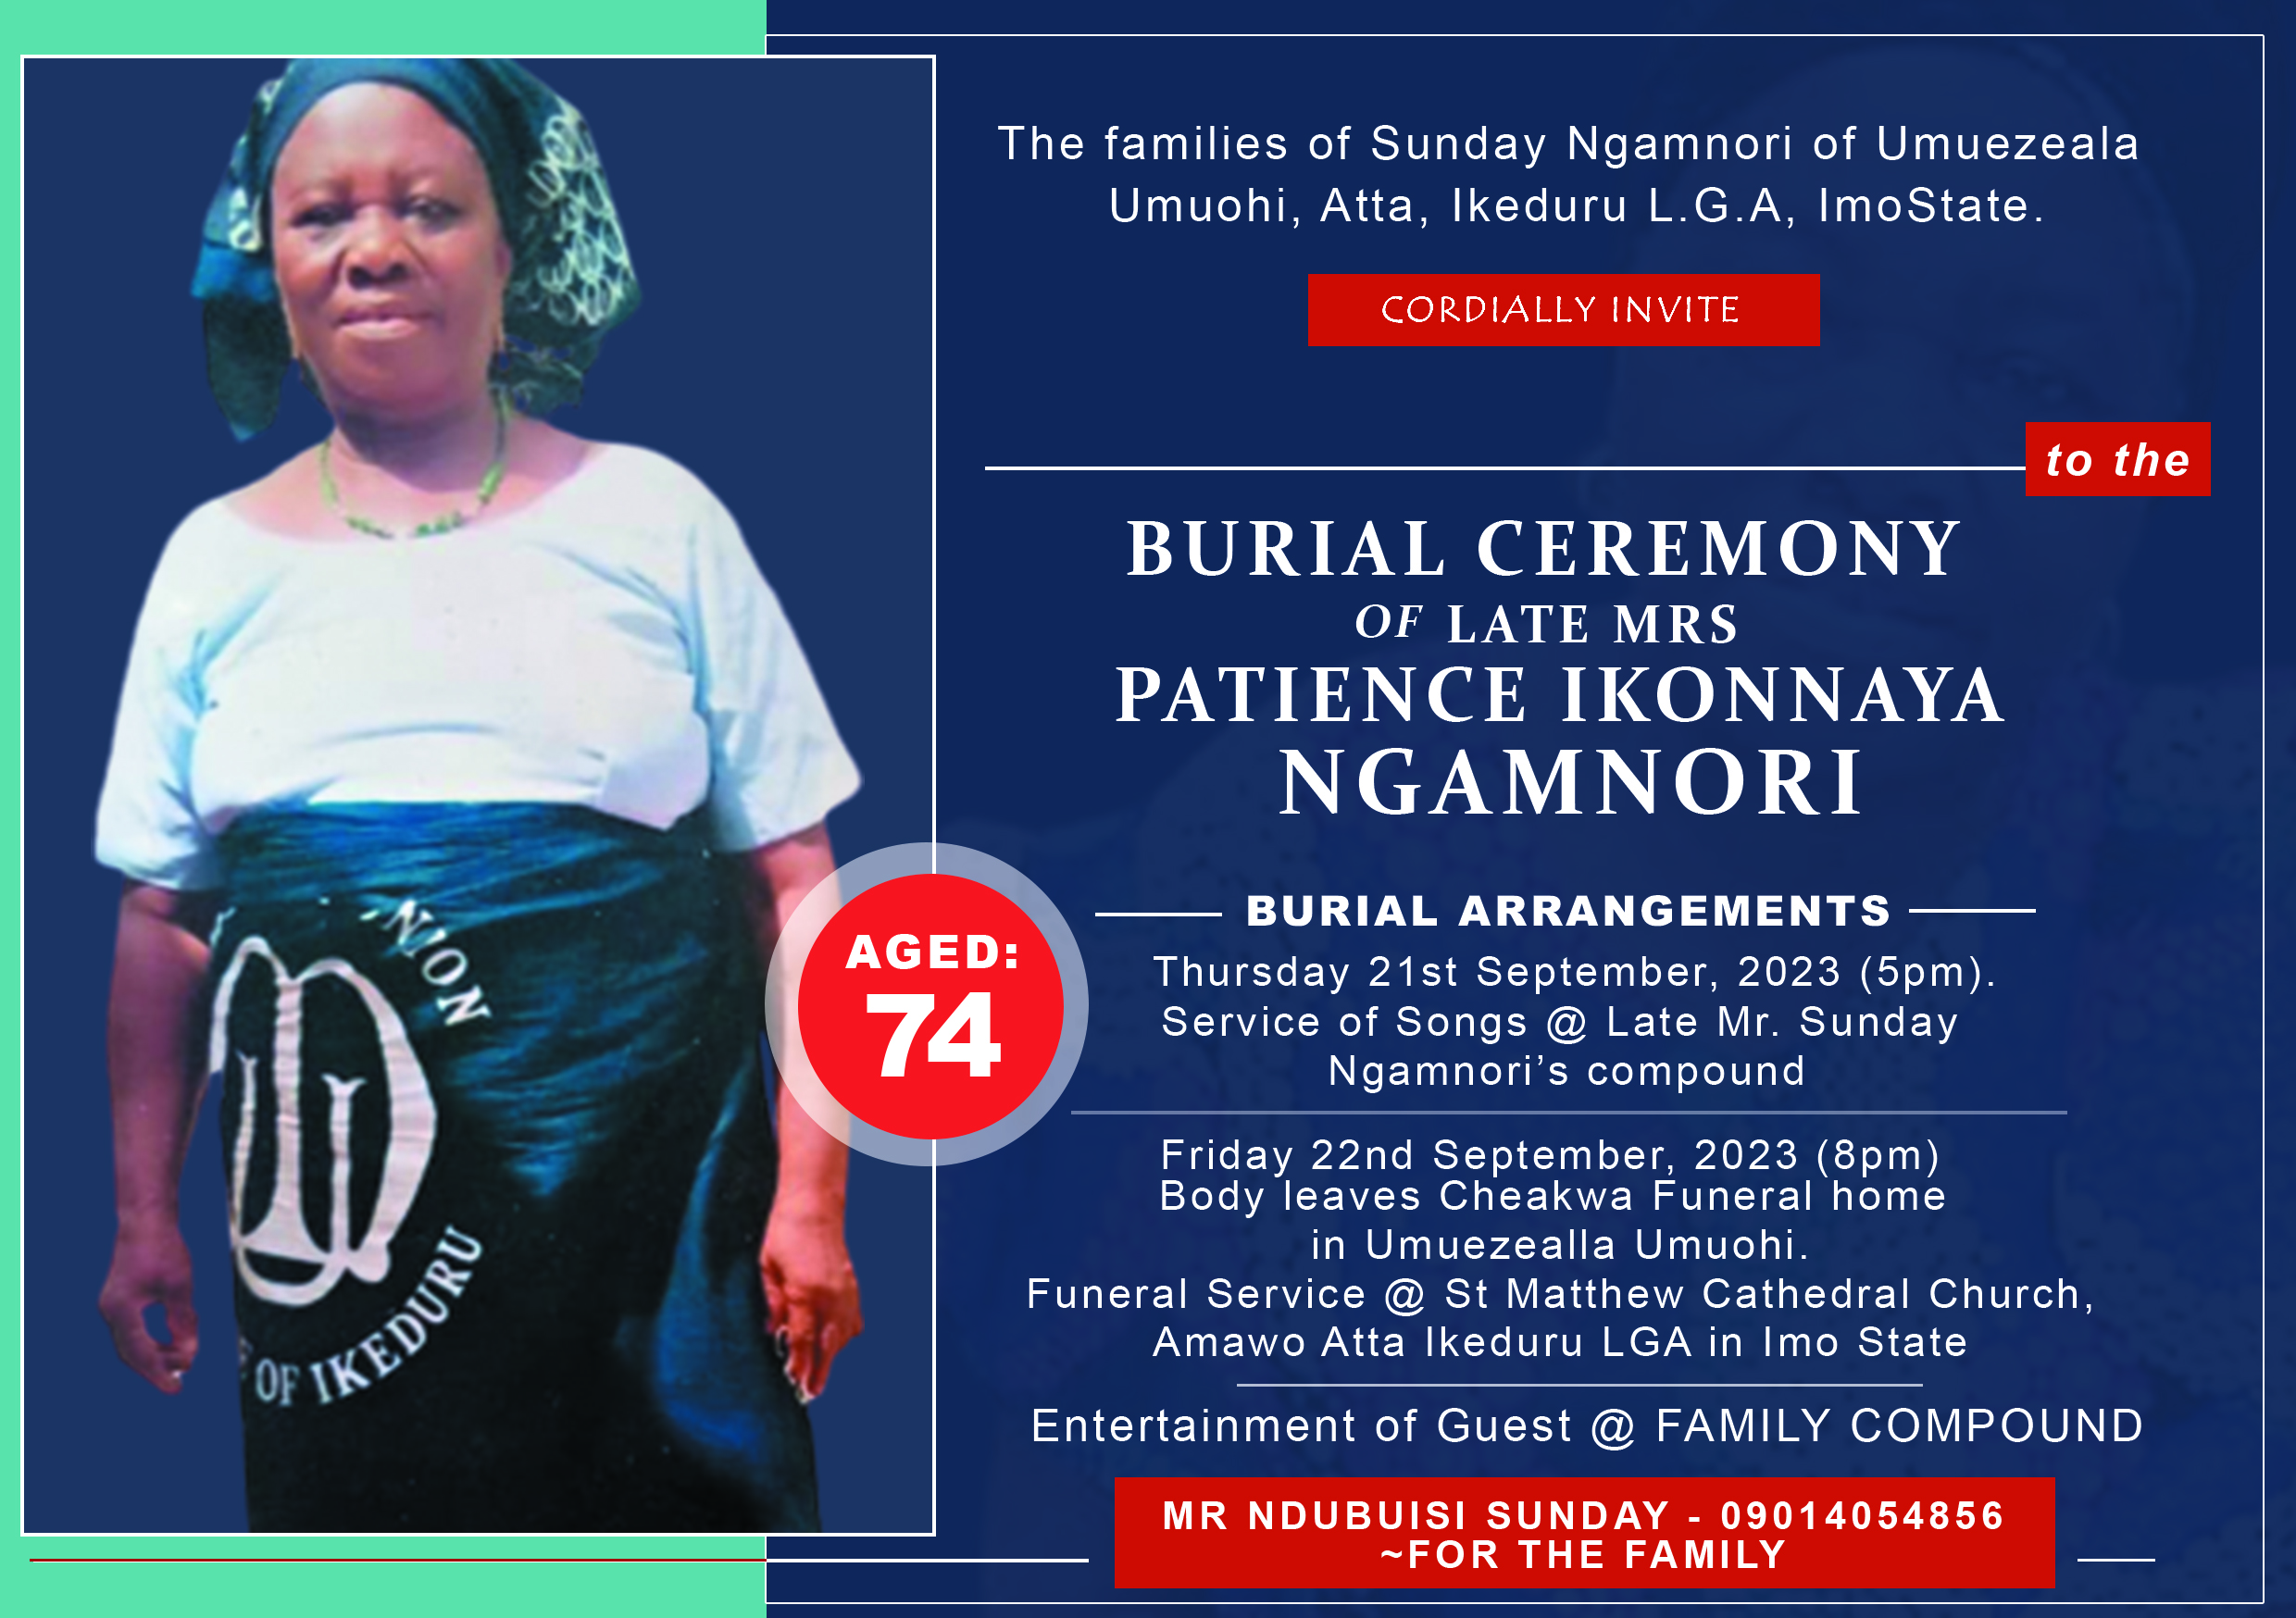 The families of Sunday Ngamnori of Umuezeala
Umuohi, Atta, Ikeduru L.G.A, ImoState.
CORDIALLY INVITE
to the
BURIAL CEREMONY
OF LATE MRS
PATIENCE IKONNAYA
NGAMNORI
AGED:
74
BURIAL ARRANGEMENTS
Thursday 21st September, 2023 (5pm).
Service of Songs @ Late Mr. Sunday
Ngamnori’s compound
Friday 22nd September, 2023 (8pm)
Body leaves Cheakwa Funeral home
in Umuezealla Umuohi.
Funeral Service @ St Matthew Cathedral Church,
Amawo Atta Ikeduru LGA in Imo State
Entertainment of Guest @ FAMILY COMPOUND
MR NDUBUISI SUNDAY - 09014054856
~FOR THE FAMILY
NION
OF IKEDURU